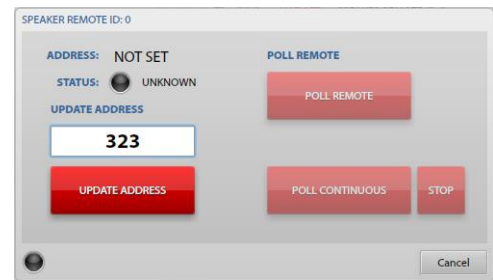 SPEAKER REMOTE ID: 0
ADDRESS: NOT SET
STATUS: UNKNOWN
UPDATE ADDRESS
323
UPDATE ADDRESS
POLL REMOTE
POLL REMOTE
POLL CONTINUOUS
STOP
Cancel